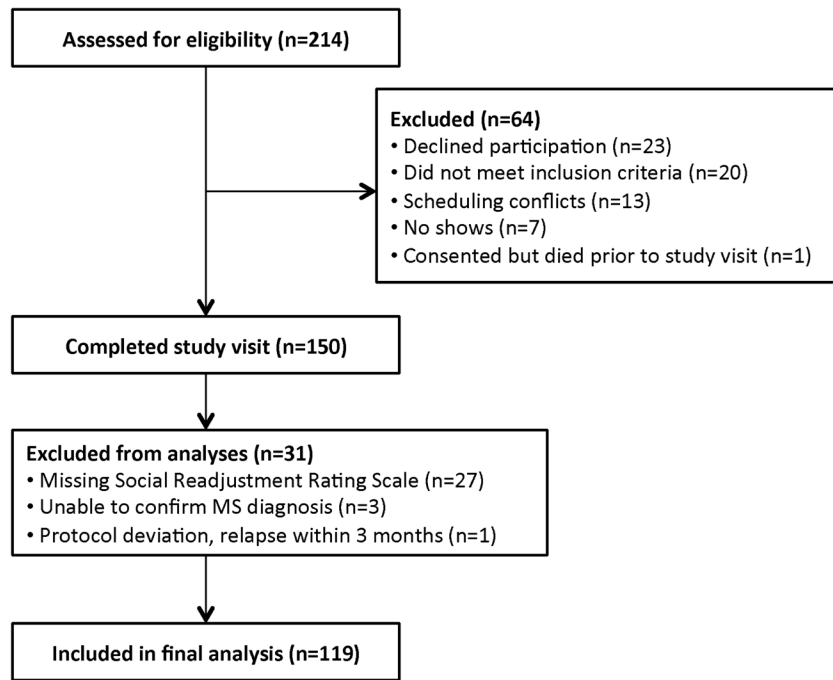 Assessed for eligibility (n=214)
Excluded (n=64)
• Declined participation (n=23)
• Did not meet inclusion criteria (n=20)
• Scheduling conflicts (n=13)
• No shows (n=7)
• Consented but died prior to study visit (n=1)
Completed study visit (n=150)
Excluded from analyses (n=31)
• Missing Social Readjustment Rating Scale (n=27)
• Unable to confirm MS diagnosis (n=3)
• Protocol deviation, relapse within 3 months (n=1)
Included in final analysis (n=119)